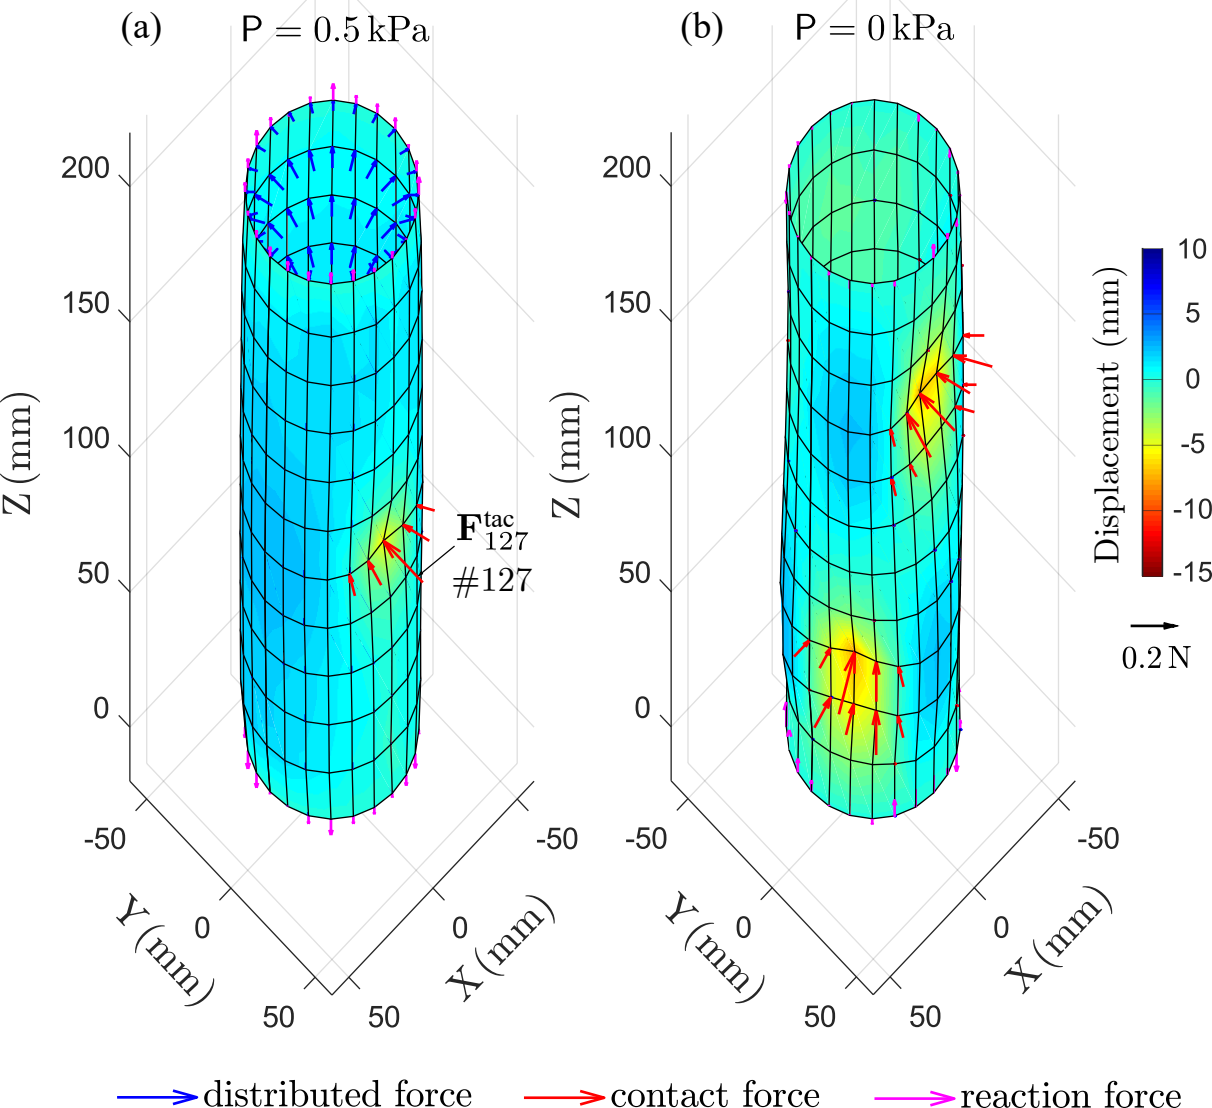 (a) P = 0.5 kPa
(b) P = 0 kPa
200
150
100
50
0
Z (mm)
-50
0
50
Y (mm)
-50
0
50
X (mm)
F^tac_127
#127
200
150
100
50
0
Z (mm)
-50
0
50
Y (mm)
-50
0
50
X (mm)
Displacement (mm)
10
5
0
-5
-10
-15
0.2 N
distributed force
contact force
reaction force